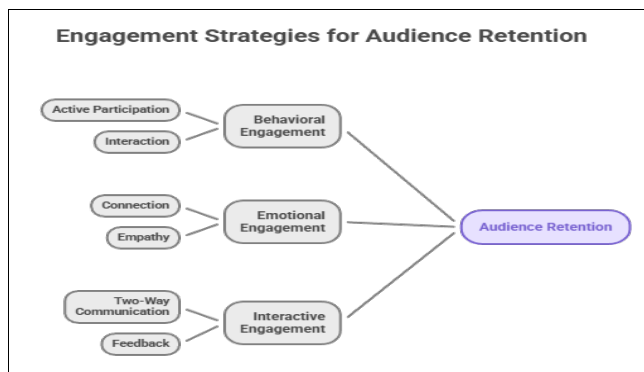 Engagement Strategies for Audience Retention
Active Participation
Interaction
Behavioral
Engagement
Connection
Empathy
Emotional
Engagement
Two-Way
Communication
Feedback
Interactive
Engagement
Audience Retention